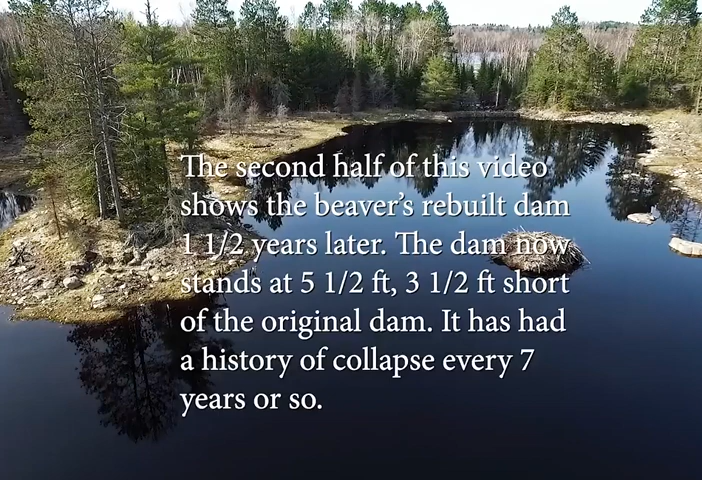 The second half of this video
shows the beaver’s rebuilt dam
1 1/2 years later. The dam now
stands at 5 1/2 ft, 3 1/2 ft short
of the original dam. It has had
a history of collapse every 7
years or so.